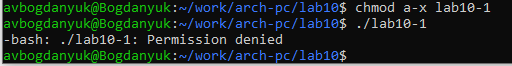 avbogdanyuk@Bogdanyuk:~/work/arch-pc/lab10$ chmod a-x lab10-1
avbogdanyuk@Bogdanyuk:~/work/arch-pc/lab10$ ./lab10-1
-bash: ./lab10-1: Permission denied
avbogdanyuk@Bogdanyuk:~/work/arch-pc/lab10$